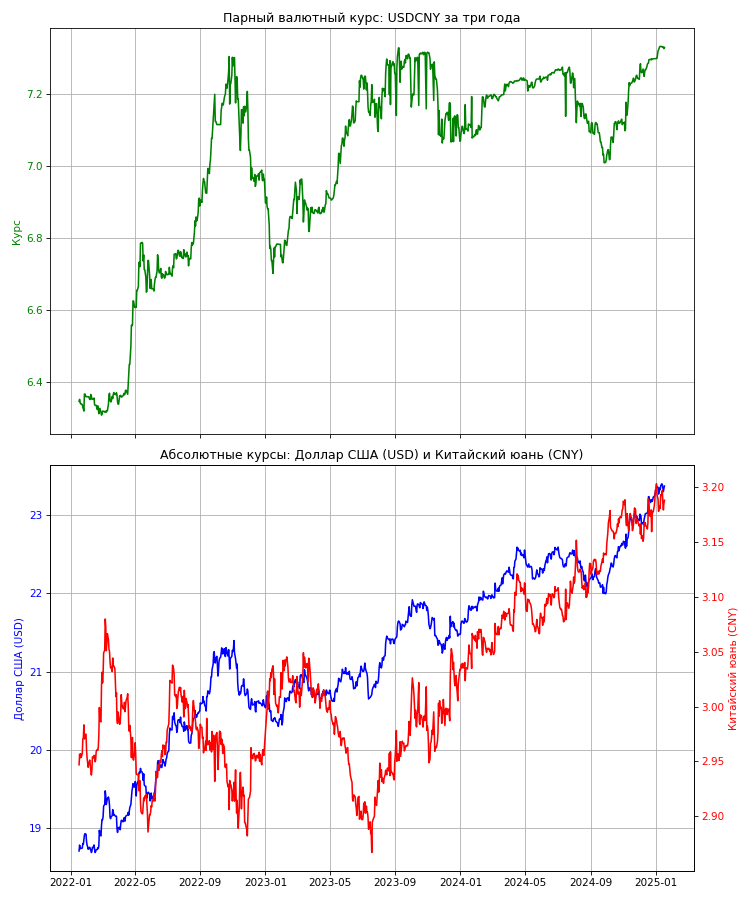 Парный валютный курс: USDCNY за три года
Курс
7.2
7.0
6.8
6.6
6.4
Абсолютные курсы: Доллар США (USD) и Китайский юань (CNY)
Доллар США (USD)
23
22
21
20
19
3.20
3.15
3.10
3.05
3.00
2.95
2.90
Китайский юань (CNY)
2022-01 2022-05 2022-09 2023-01 2023-05 2023-09 2024-01 2024-05 2024-09 2025-01